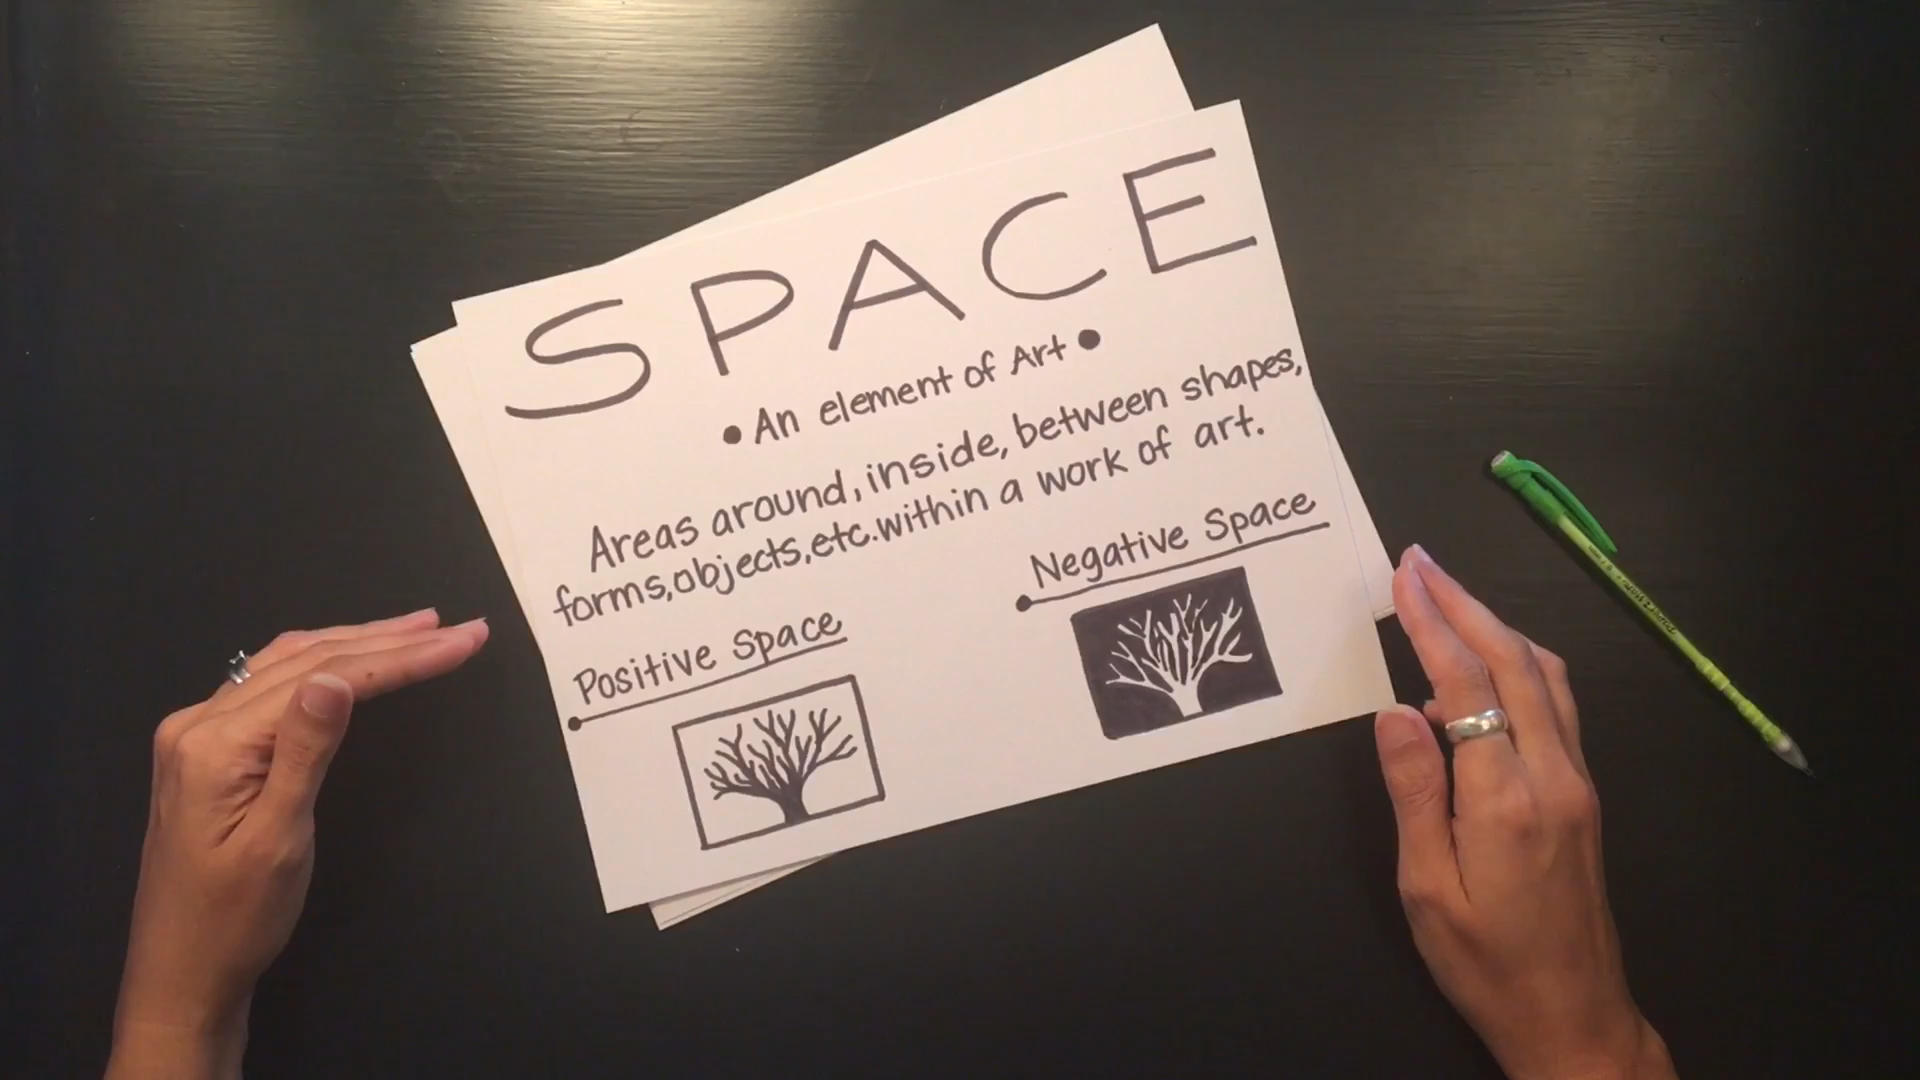 SPACE
• An element of Art •
Areas around, inside, between shapes,
forms, objects, etc. within a work of art.
Positive Space
Negative Space